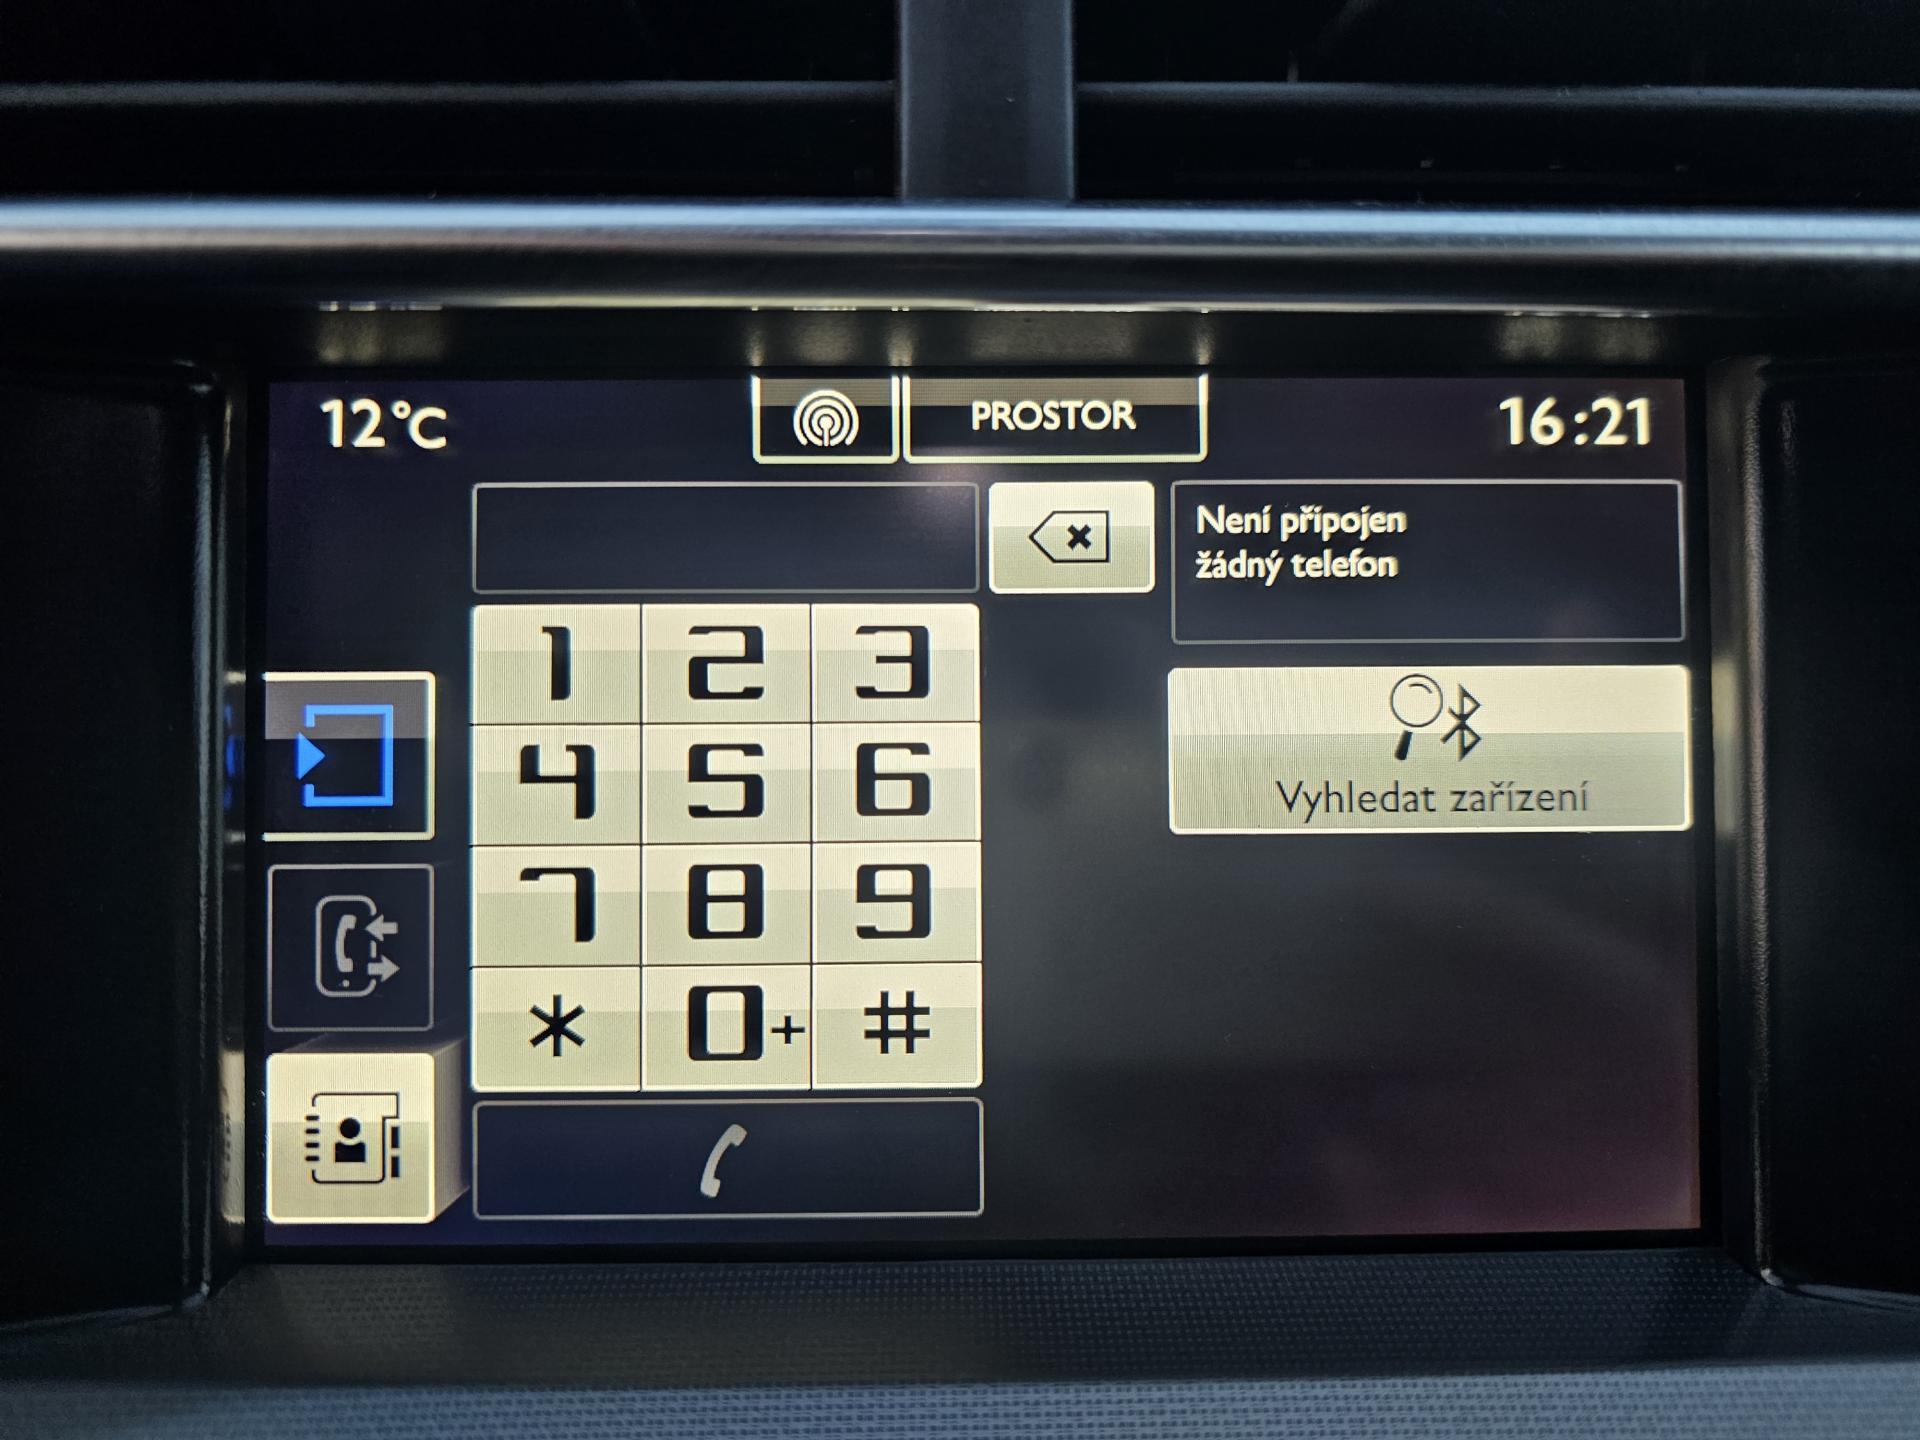 12°C
PROSTOR
16:21
Není připojen
žádný telefon
1 2 3
4 5 6
7 8 9
* 0+ #
Vyhledat zařízení